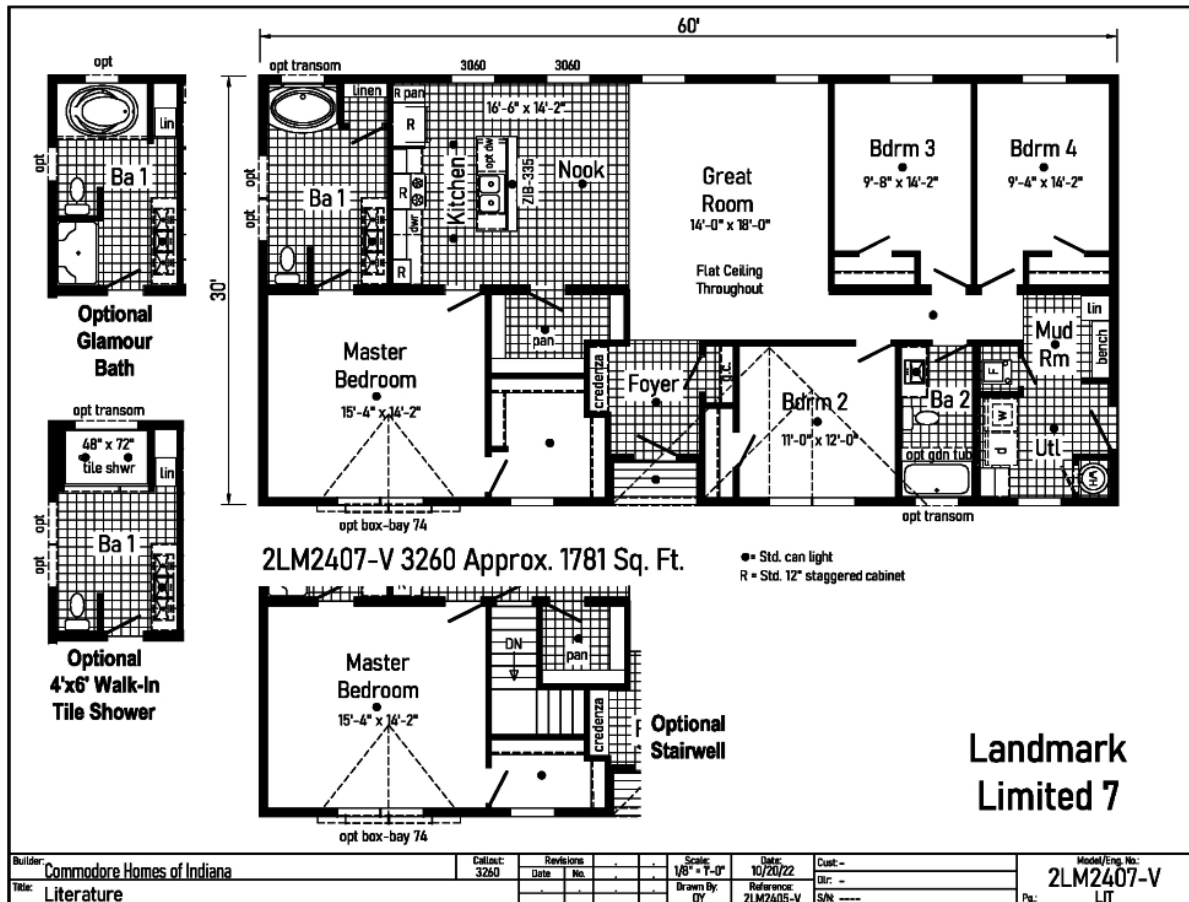 60'
30'
opt
lin
opt
Ba 1
Optional
Glamour
Bath
opt transom
48" x 72"
tile shwr
lin
opt
opt
Ba 1
Optional
4'x6' Walk-In
Tile Shower
opt transom
linen
opt
opt
Ba 1
3060
3060
R pan
R
R
dwr
R
Kitchen
opt dw
ZIB-335
16'-6" x 14'-2"
Nook
Great
Room
14'-0" x 18'-0"
Flat Ceiling
Throughout
Bdrm 3
9'-8" x 14'-2"
Bdrm 4
9'-4" x 14'-2"
Master
Bedroom
15'-4" x 14'-2"
pan
credenza
Foyer
g.c.
Bdrm 2
11'-0" x 12'-0"
Ba 2
opt gdn tub
F
Mud
Rm
lin
bench
W
d
Utl
HW
opt box-bay 74
opt transom
2LM2407-V 3260 Approx. 1781 Sq. Ft.
●= Std. can light
R = Std. 12" staggered cabinet
Master
Bedroom
15'-4" x 14'-2"
DN
pan
credenza
Optional
Stairwell
opt box-bay 74
Landmark
Limited 7
Builder: Commodore Homes of Indiana
Title: Literature
Callout:
3260
Revisions
Date No.
Scale:
1/8" = 1'-0"
Drawn By:
OY
Date:
10/20/22
Reference:
2LM2405-V
Cust: -
Dlr: -
S/N: ----
Model/Eng. No.:
2LM2407-V
Pg.: LIT